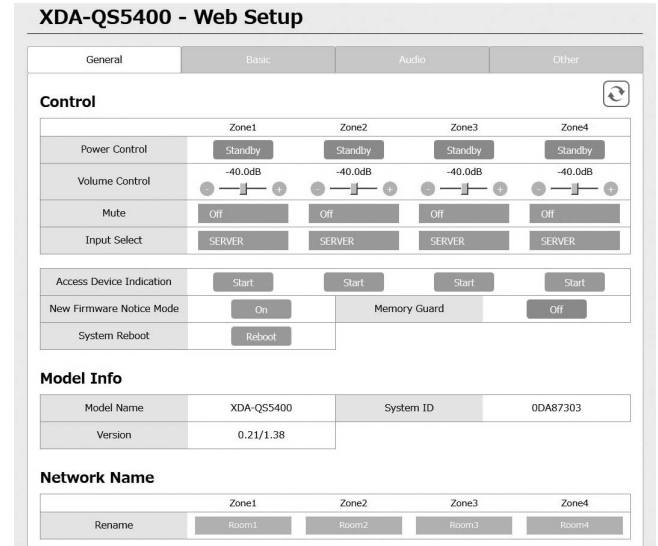 XDA-QS5400 - Web Setup
General Basic Audio Other
Control
Zone1 Zone2 Zone3 Zone4
Power Control Standby Standby Standby Standby
-40.0dB -40.0dB -40.0dB -40.0dB
Volume Control - + - + - + - +
Mute Off Off Off Off
Input Select SERVER SERVER SERVER SERVER
Access Device Indication Start Start Start Start
New Firmware Notice Mode On Memory Guard Off
System Reboot Reboot
Model Info
Model Name XDA-QS5400 System ID 0DA87303
Version 0.21/1.38
Network Name
Zone1 Zone2 Zone3 Zone4
Rename Room1 Room2 Room3 Room4